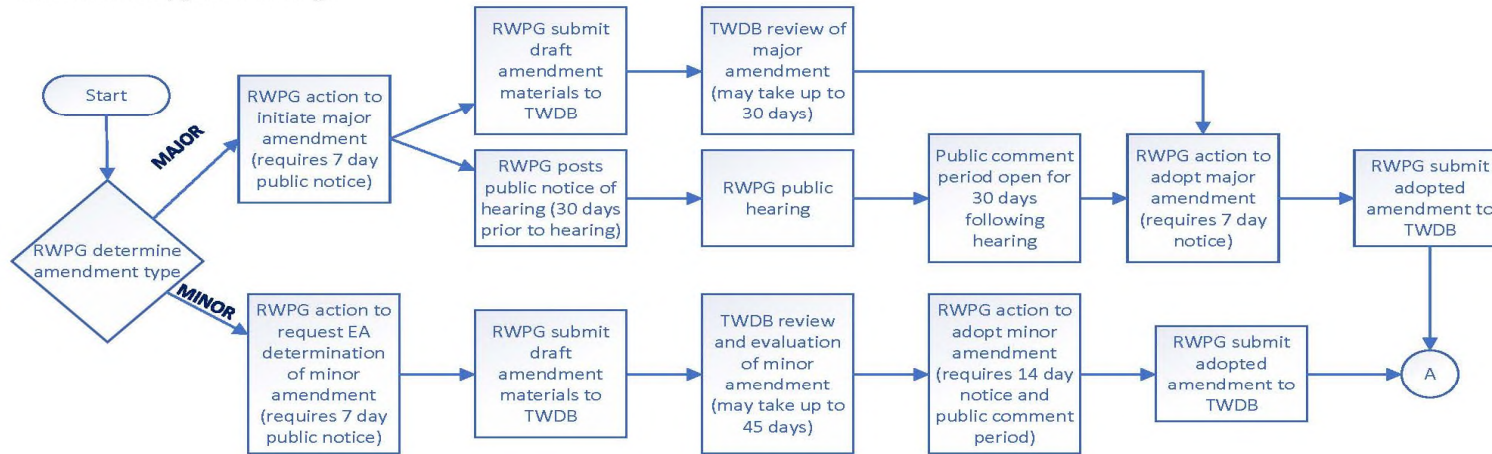 Start
RWPG determine
amendment type
MAJOR
RWPG action to
initiate major
amendment
(requires 7 day
public notice)
RWPG submit
draft
amendment
materials to
TWDB
TWDB review of
major
amendment
(may take up to
30 days)
RWPG posts
public notice of
hearing (30 days
prior to hearing)
RWPG public
hearing
Public comment
period open for
30 days
following
hearing
RWPG action to
adopt major
amendment
(requires 7 day
notice)
RWPG submit
adopted
amendment to
TWDB
MINOR
RWPG action to
request EA
determination
of minor
amendment
(requires 7 day
public notice)
RWPG submit
draft
amendment
materials to
TWDB
TWDB review
and evaluation
of minor
amendment
(may take up to
45 days)
RWPG action to
adopt minor
amendment
(requires 14 day
notice and
public comment
period)
RWPG submit
adopted
amendment to
TWDB
A